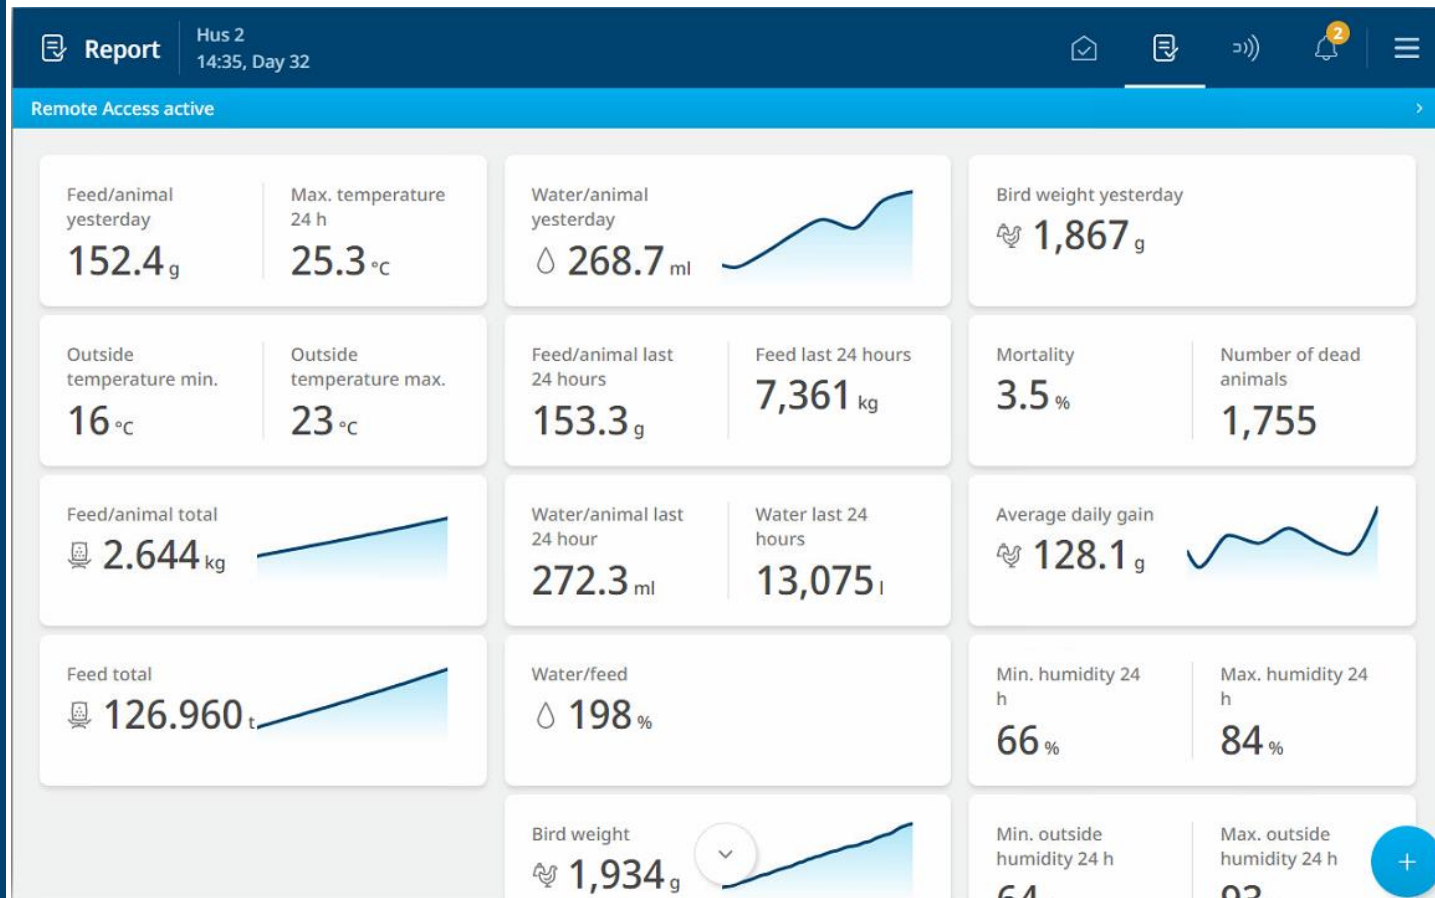 Report
Hus 2
14:35, Day 32
2
Remote Access active
Feed/animal
yesterday
152.4 g
Max. temperature
24 h
25.3 °C
Water/animal
yesterday
268.7 ml
Bird weight yesterday
1,867 g
Outside
temperature min.
16 °C
Outside
temperature max.
23 °C
Feed/animal last
24 hours
153.3 g
Feed last 24 hours
7,361 kg
Mortality
3.5 %
Number of dead
animals
1,755
Feed/animal total
2.644 kg
Water/animal last
24 hour
272.3 ml
Water last 24
hours
13,075 l
Average daily gain
128.1 g
Feed total
126.960 t
Water/feed
198 %
Min. humidity 24
h
66 %
Max. humidity 24
h
84 %
Bird weight
1,934 g
Min. outside
humidity 24 h
64
Max. outside
humidity 24 h
93